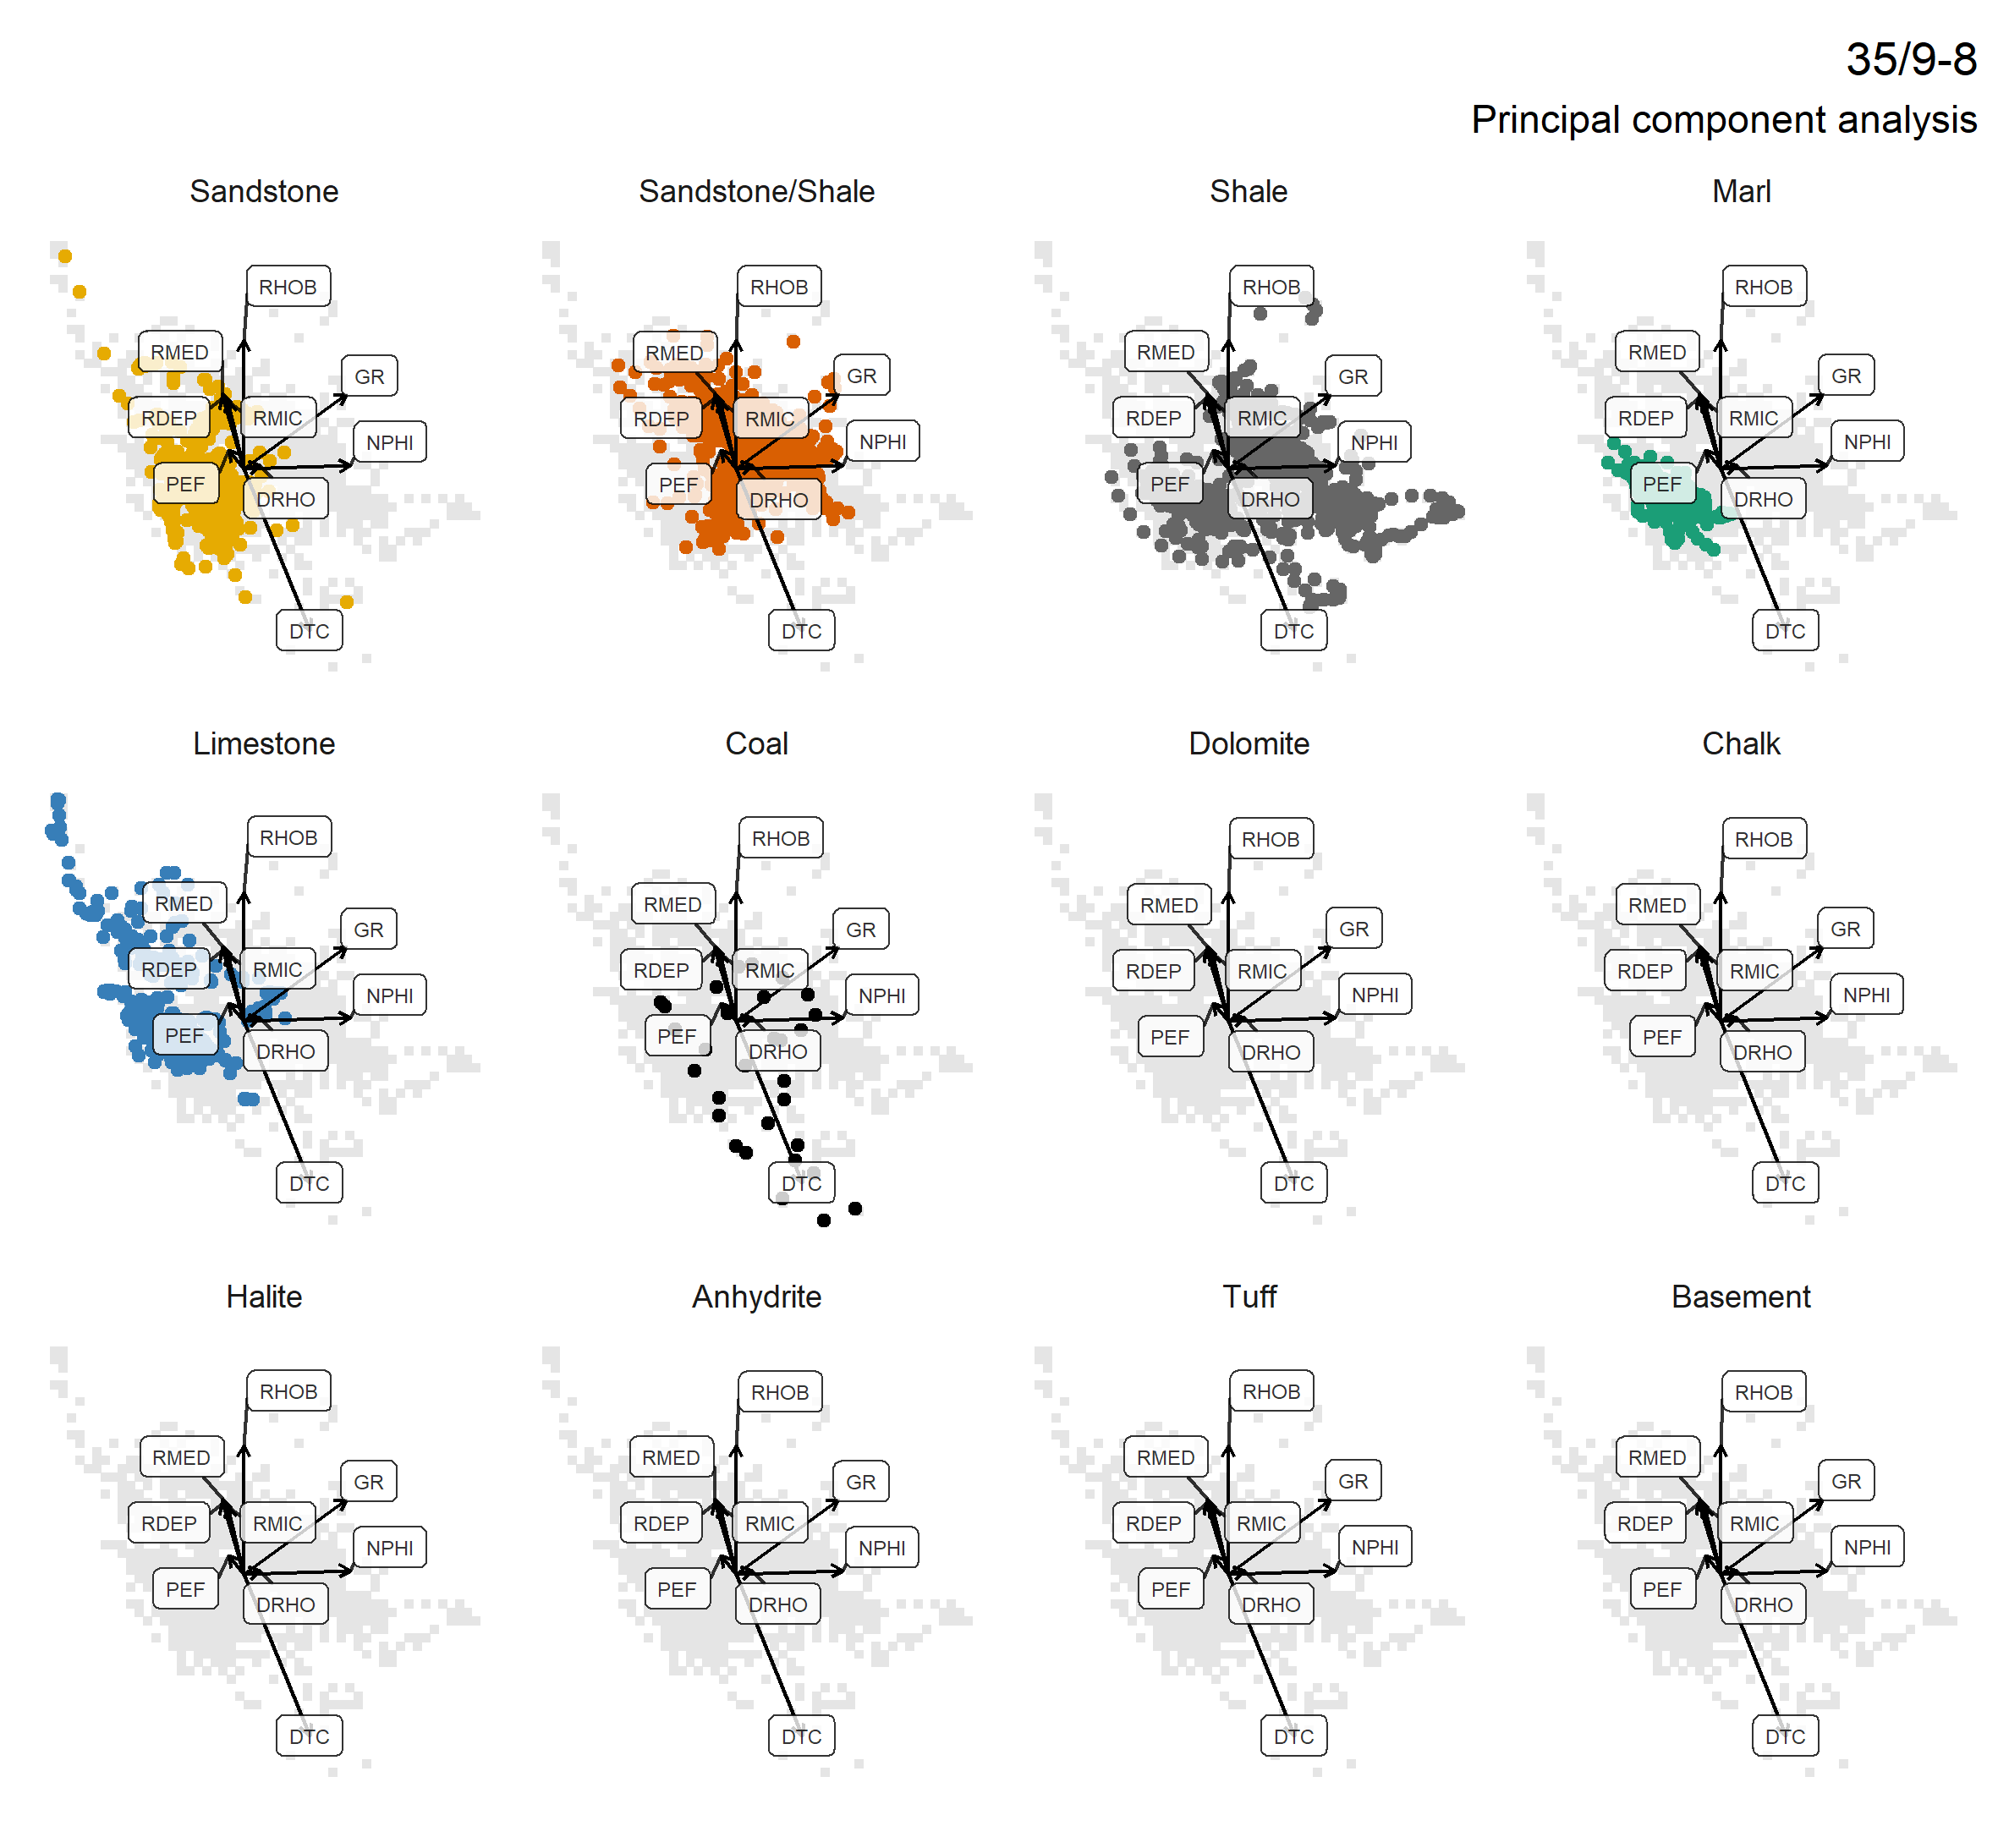 35/9-8
Principal component analysis
Sandstone
Sandstone/Shale
Shale
Marl
RHOB
RMED
GR
RDEP
RMIC
NPHI
PEF
DRHO
DTC
RHOB
RMED
GR
RDEP
RMIC
NPHI
PEF
DRHO
DTC
RHOB
RMED
GR
RDEP
RMIC
NPHI
PEF
DRHO
DTC
RHOB
RMED
GR
RDEP
RMIC
NPHI
PEF
DRHO
DTC
Limestone
Coal
Dolomite
Chalk
RHOB
RMED
GR
RDEP
RMIC
NPHI
PEF
DRHO
DTC
RHOB
RMED
GR
RDEP
RMIC
NPHI
PEF
DRHO
DTC
RHOB
RMED
GR
RDEP
RMIC
NPHI
PEF
DRHO
DTC
RHOB
RMED
GR
RDEP
RMIC
NPHI
PEF
DRHO
DTC
Halite
Anhydrite
Tuff
Basement
RHOB
RMED
GR
RDEP
RMIC
NPHI
PEF
DRHO
DTC
RHOB
RMED
GR
RDEP
RMIC
NPHI
PEF
DRHO
DTC
RHOB
RMED
GR
RDEP
RMIC
NPHI
PEF
DRHO
DTC
RHOB
RMED
GR
RDEP
RMIC
NPHI
PEF
DRHO
DTC